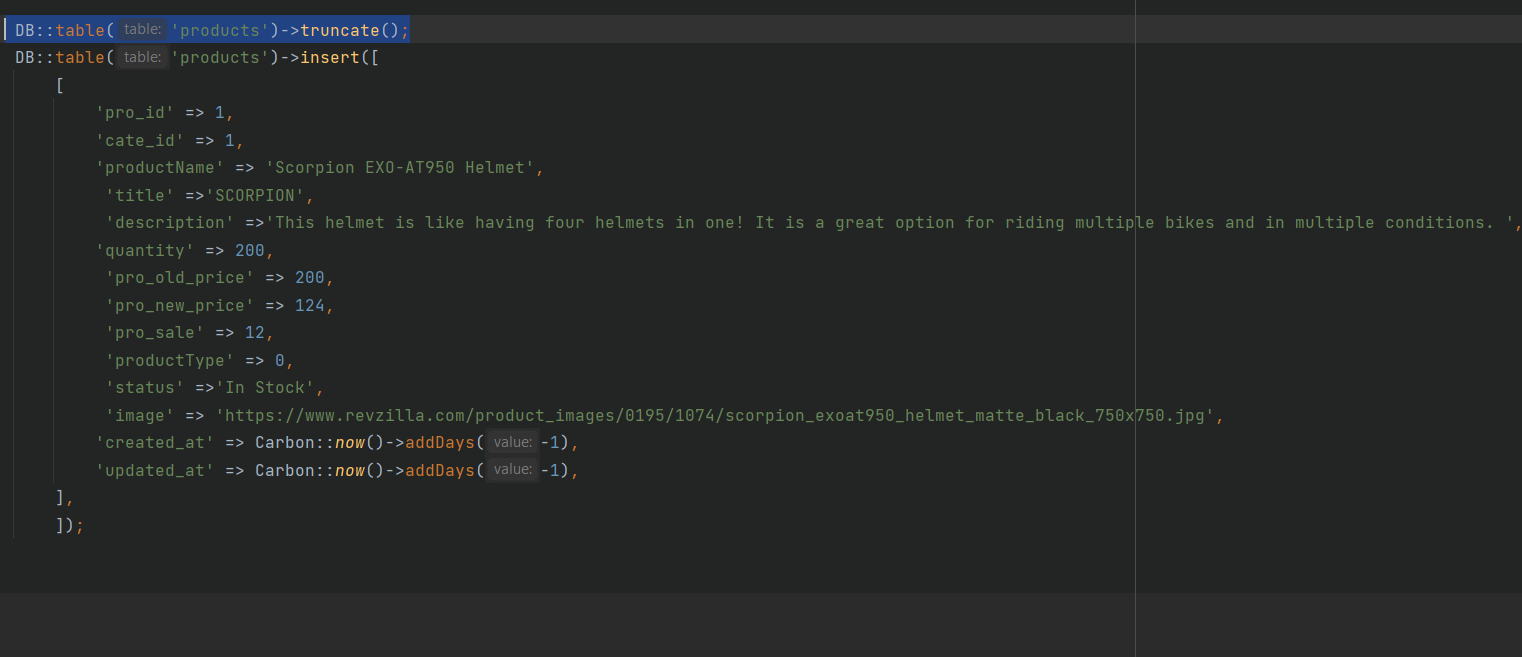 DB::table( table: 'products')->truncate();
DB::table( table: 'products')->insert([
[
'pro_id' => 1,
'cate_id' => 1,
'productName' => 'Scorpion EXO-AT950 Helmet',
'title' =>'SCORPION',
'description' =>'This helmet is like having four helmets in one! It is a great option for riding multiple bikes and in multiple conditions. ',
'quantity' => 200,
'pro_old_price' => 200,
'pro_new_price' => 124,
'pro_sale' => 12,
'productType' => 0,
'status' =>'In Stock',
'image' => 'https://www.revzilla.com/product_images/0195/1074/scorpion_exoat950_helmet_matte_black_750x750.jpg',
'created_at' => Carbon::now()->addDays( value: -1),
'updated_at' => Carbon::now()->addDays( value: -1),
],
]);